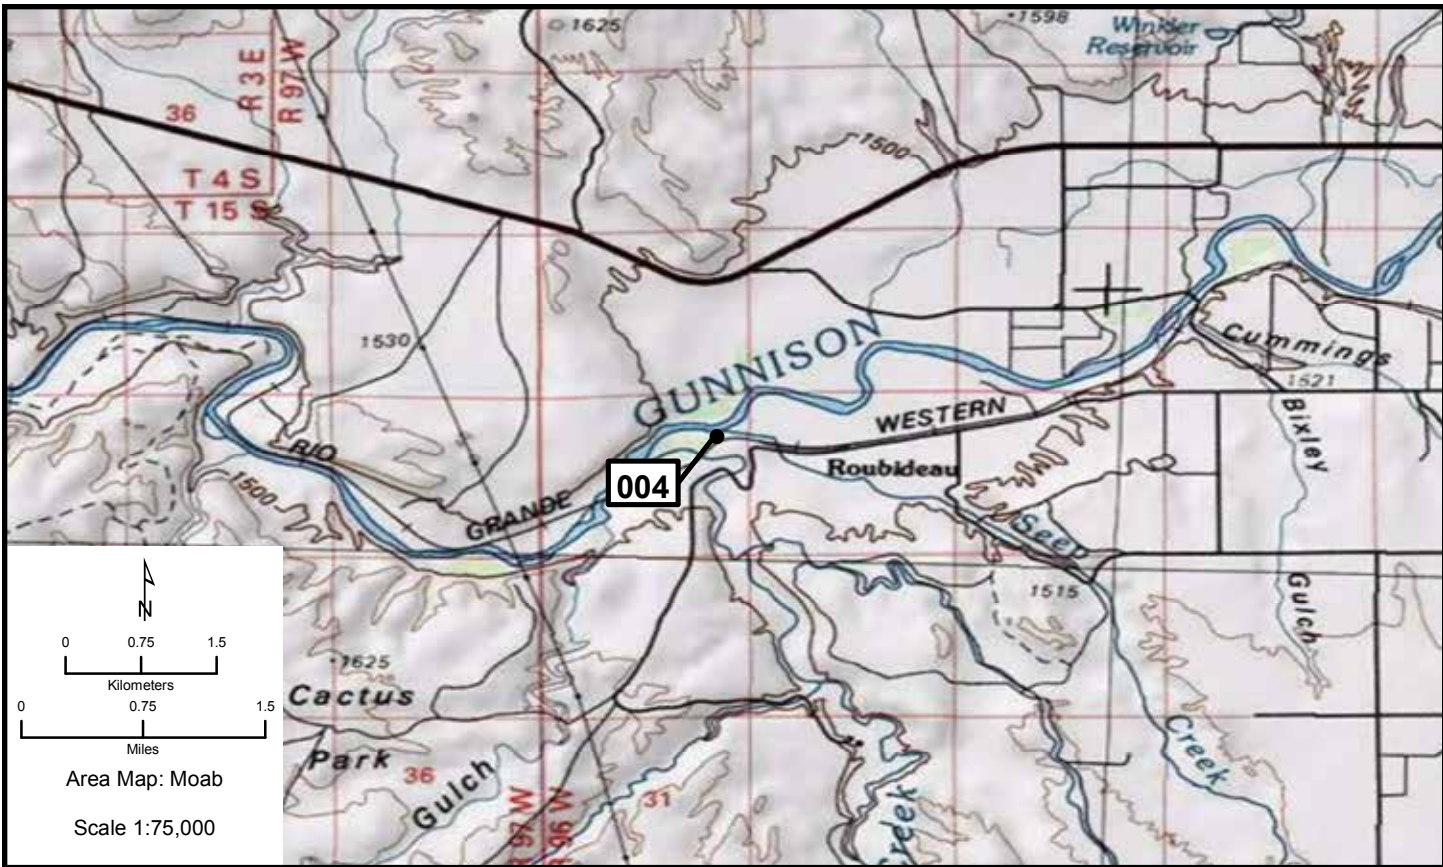 1625
1598
Winkler
Reservoir
R 3 E
R 97 W
36
1500
T 4 S
T 15 S
1530
GUNNISON
Cummings
1521
Bixley
Gulch
RIO
GRANDE
WESTERN
Roubideau
004
1500
Seep
1515
Creek
N
0 0.75 1.5
Kilometers
0 0.75 1.5
Miles
Area Map: Moab
Scale 1:75,000
1625
Cactus
Park
36
Gulch
R 97 W
R 96 W
31
Creek